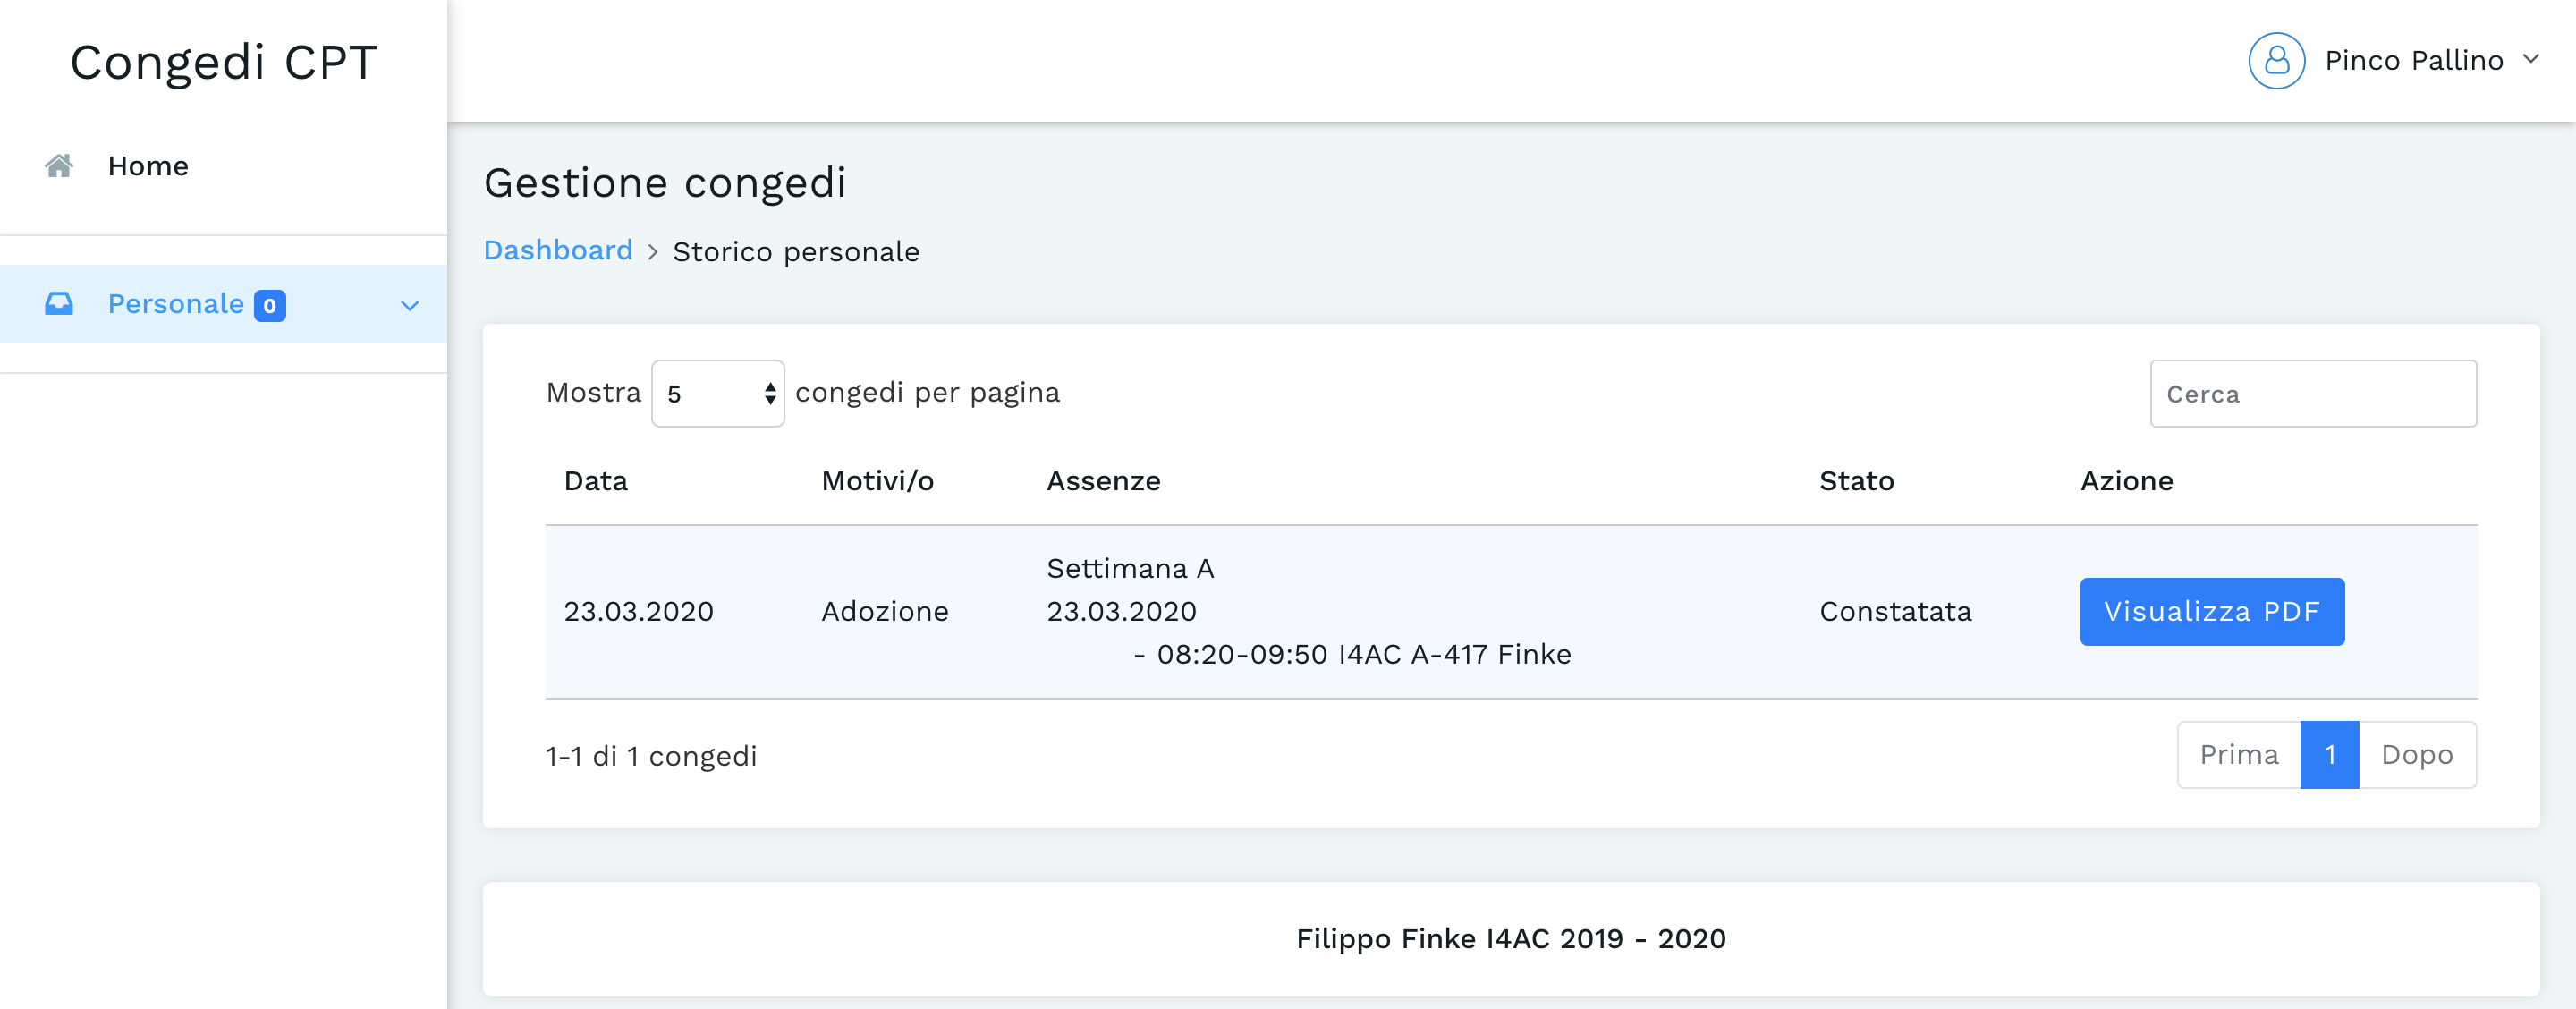 Congedi CPT
Pinco Pallino
Home
Personale 0
Gestione congedi
Dashboard > Storico personale
Mostra 5 congedi per pagina
Cerca
Data Motivi/o Assenze Stato Azione
Settimana A
23.03.2020 Adozione 23.03.2020 Constatata Visualizza PDF
- 08:20-09:50 I4AC A-417 Finke
1-1 di 1 congedi
Prima 1 Dopo
Filippo Finke I4AC 2019 - 2020